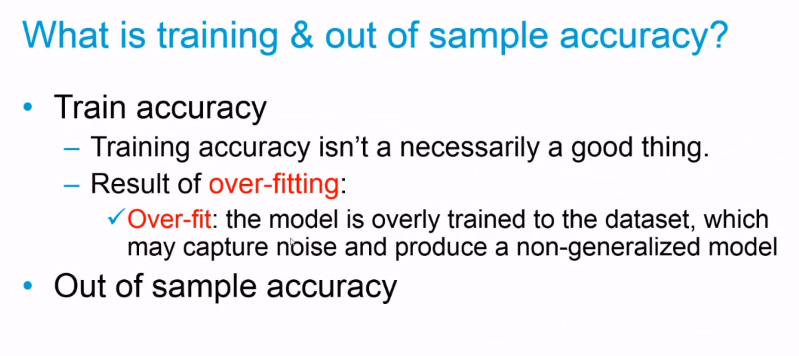 What is training & out of sample accuracy?
• Train accuracy
– Training accuracy isn't a necessarily a good thing.
– Result of over-fitting:
✓Over-fit: the model is overly trained to the dataset, which
may capture noise and produce a non-generalized model
• Out of sample accuracy